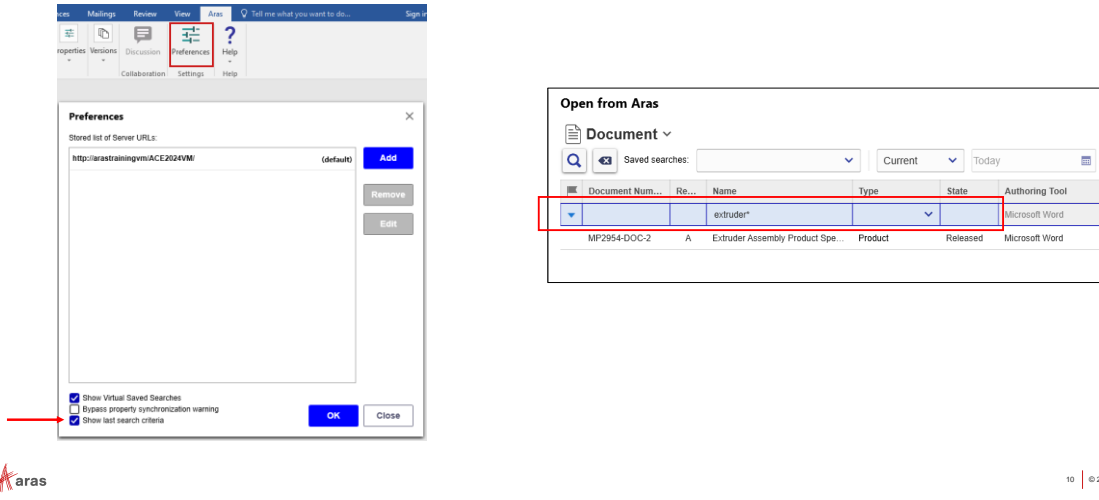 nces Mailings Review View Aras Tell me what you want to do... Sign in
roperties Versions Discussion Preferences Help
Collaboration Settings Help
Preferences
Stored list of Server URLs:
http://arastrainingvm/ACE2024VM/ (default)
Add
Remove
Edit
Show Virtual Saved Searches
Bypass property synchronization warning
Show last search criteria
OK Close
Open from Aras
Document
Saved searches: Current Today
Document Num... Re... Name Type State Authoring Tool
extruder* Microsoft Word
MP2954-DOC-2 A Extruder Assembly Product Spe... Product Released Microsoft Word
aras
10 © 2